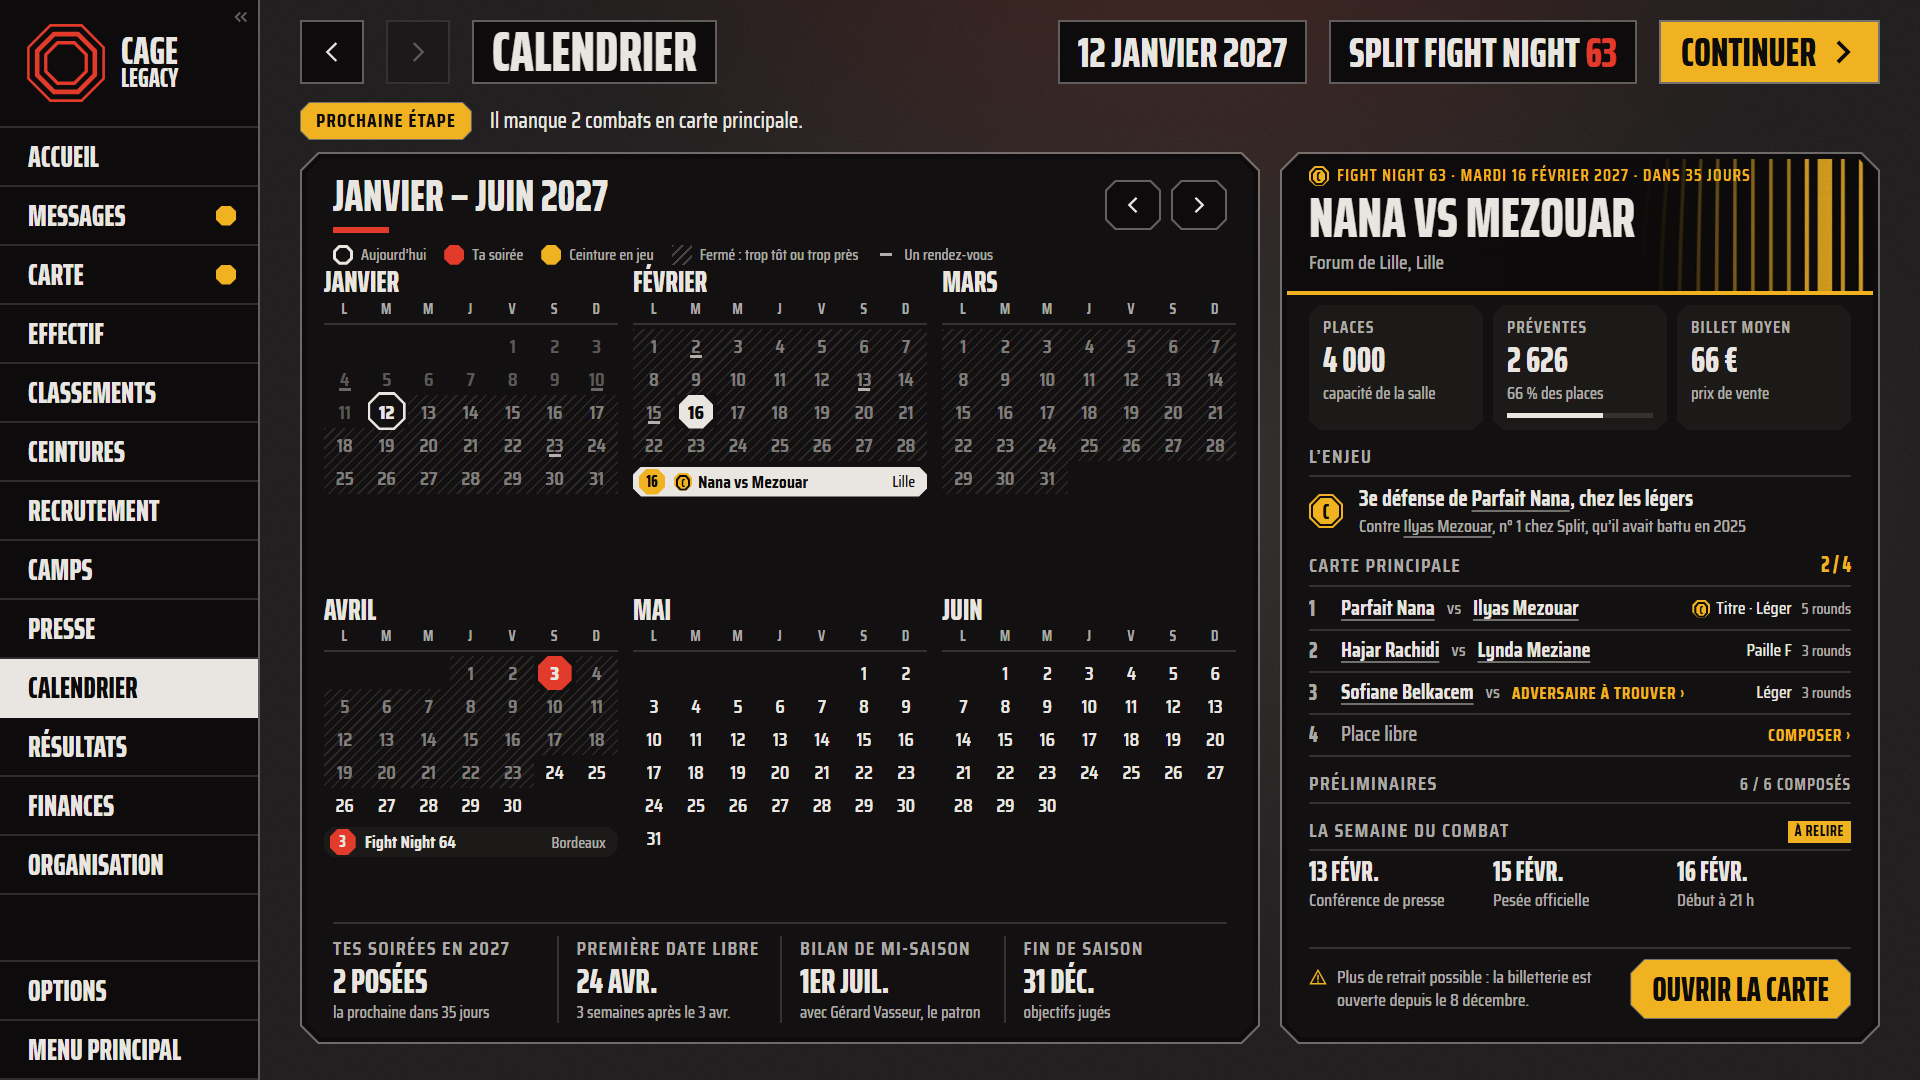 CAGE
LEGACY
ACCUEIL
MESSAGES
CARTE
EFFECTIF
CLASSEMENTS
CEINTURES
RECRUTEMENT
CAMPS
PRESSE
CALENDRIER
RÉSULTATS
FINANCES
ORGANISATION
OPTIONS
MENU PRINCIPAL
CALENDRIER
12 JANVIER 2027
SPLIT FIGHT NIGHT 63
CONTINUER
PROCHAINE ÉTAPE Il manque 2 combats en carte principale.
JANVIER – JUIN 2027
Aujourd'hui Ta soirée Ceinture en jeu Fermé : trop tôt ou trop près Un rendez-vous
JANVIER
L M M J V S D
1 2 3
4 5 6 7 8 9 10
11 12 13 14 15 16 17
18 19 20 21 22 23 24
25 26 27 28 29 30 31
FÉVRIER
L M M J V S D
1 2 3 4 5 6 7
8 9 10 11 12 13 14
15 16 17 18 19 20 21
22 23 24 25 26 27 28
16 C Nana vs Mezouar Lille
MARS
L M M J V S D
1 2 3 4 5 6 7
8 9 10 11 12 13 14
15 16 17 18 19 20 21
22 23 24 25 26 27 28
29 30 31
AVRIL
L M M J V S D
1 2 3 4
5 6 7 8 9 10 11
12 13 14 15 16 17 18
19 20 21 22 23 24 25
26 27 28 29 30
3 Fight Night 64 Bordeaux
MAI
L M M J V S D
1 2
3 4 5 6 7 8 9
10 11 12 13 14 15 16
17 18 19 20 21 22 23
24 25 26 27 28 29 30
31
JUIN
L M M J V S D
1 2 3 4 5 6
7 8 9 10 11 12 13
14 15 16 17 18 19 20
21 22 23 24 25 26 27
28 29 30
TES SOIRÉES EN 2027
2 POSÉES
la prochaine dans 35 jours
PREMIÈRE DATE LIBRE
24 AVR.
3 semaines après le 3 avr.
BILAN DE MI-SAISON
1ER JUIL.
avec Gérard Vasseur, le patron
FIN DE SAISON
31 DÉC.
objectifs jugés
C FIGHT NIGHT 63 · MARDI 16 FÉVRIER 2027 · DANS 35 JOURS
NANA VS MEZOUAR
Forum de Lille, Lille
PLACES
4 000
capacité de la salle
PRÉVENTES
2 626
66 % des places
BILLET MOYEN
66 €
prix de vente
L'ENJEU
C 3e défense de Parfait Nana, chez les légers
Contre Ilyas Mezouar, n° 1 chez Split, qu'il avait battu en 2025
CARTE PRINCIPALE 2 / 4
1 Parfait Nana vs Ilyas Mezouar C Titre · Léger 5 rounds
2 Hajar Rachidi vs Lynda Meziane Paille F 3 rounds
3 Sofiane Belkacem vs ADVERSAIRE À TROUVER › Léger 3 rounds
4 Place libre COMPOSER ›
PRÉLIMINAIRES 6 / 6 COMPOSÉS
LA SEMAINE DU COMBAT À RELIRE
13 FÉVR.
Conférence de presse
15 FÉVR.
Pesée officielle
16 FÉVR.
Début à 21 h
Plus de retrait possible : la billetterie est
ouverte depuis le 8 décembre.
OUVRIR LA CARTE